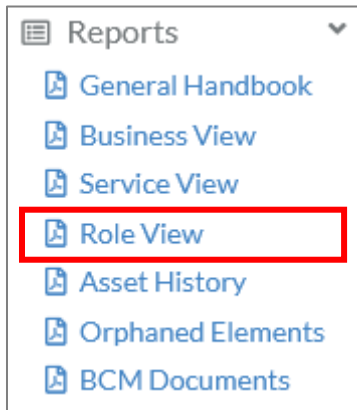 Reports
General Handbook
Business View
Service View
Role View
Asset History
Orphaned Elements
BCM Documents